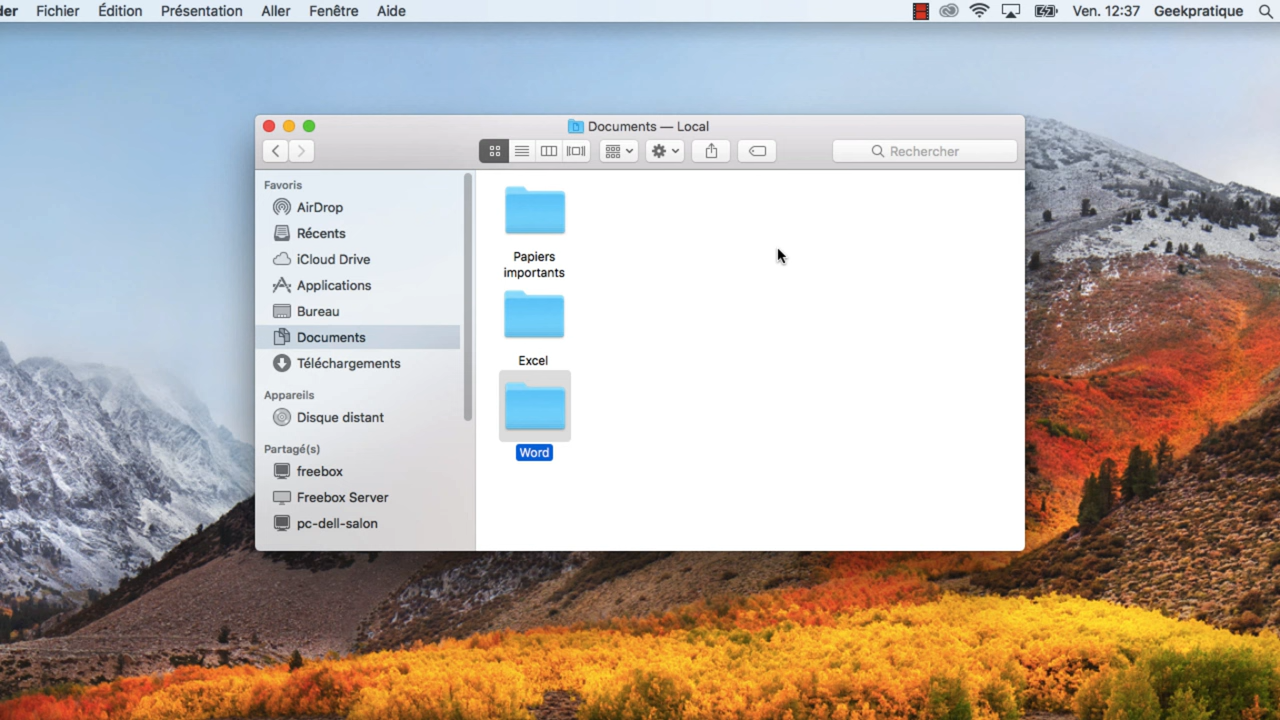 der Fichier Édition Présentation Aller Fenêtre Aide Ven. 12:37 Geekpratique
Documents — Local
Rechercher
Favoris
AirDrop
Récents
iCloud Drive
Applications
Bureau
Documents
Téléchargements
Appareils
Disque distant
Partagé(s)
freebox
Freebox Server
pc-dell-salon
Papiers
importants
Excel
Word